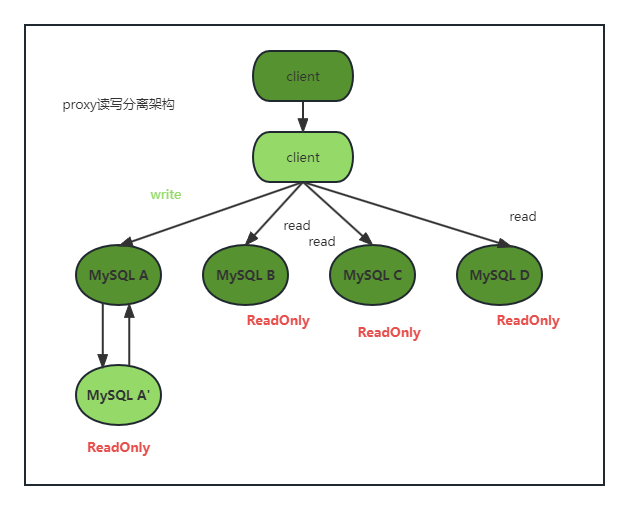 client
proxy读写分离架构
client
write
read
read
read
MySQL A
MySQL B
MySQL C
MySQL D
ReadOnly
ReadOnly
ReadOnly
MySQL A'
ReadOnly